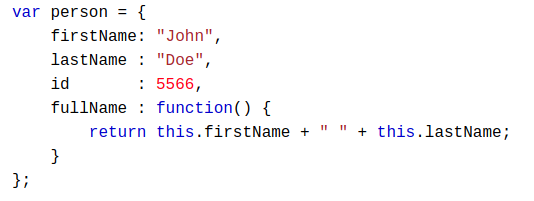 var person = {
    firstName: "John",
    lastName : "Doe",
    id       : 5566,
    fullName : function() {
        return this.firstName + " " + this.lastName;
    }
};